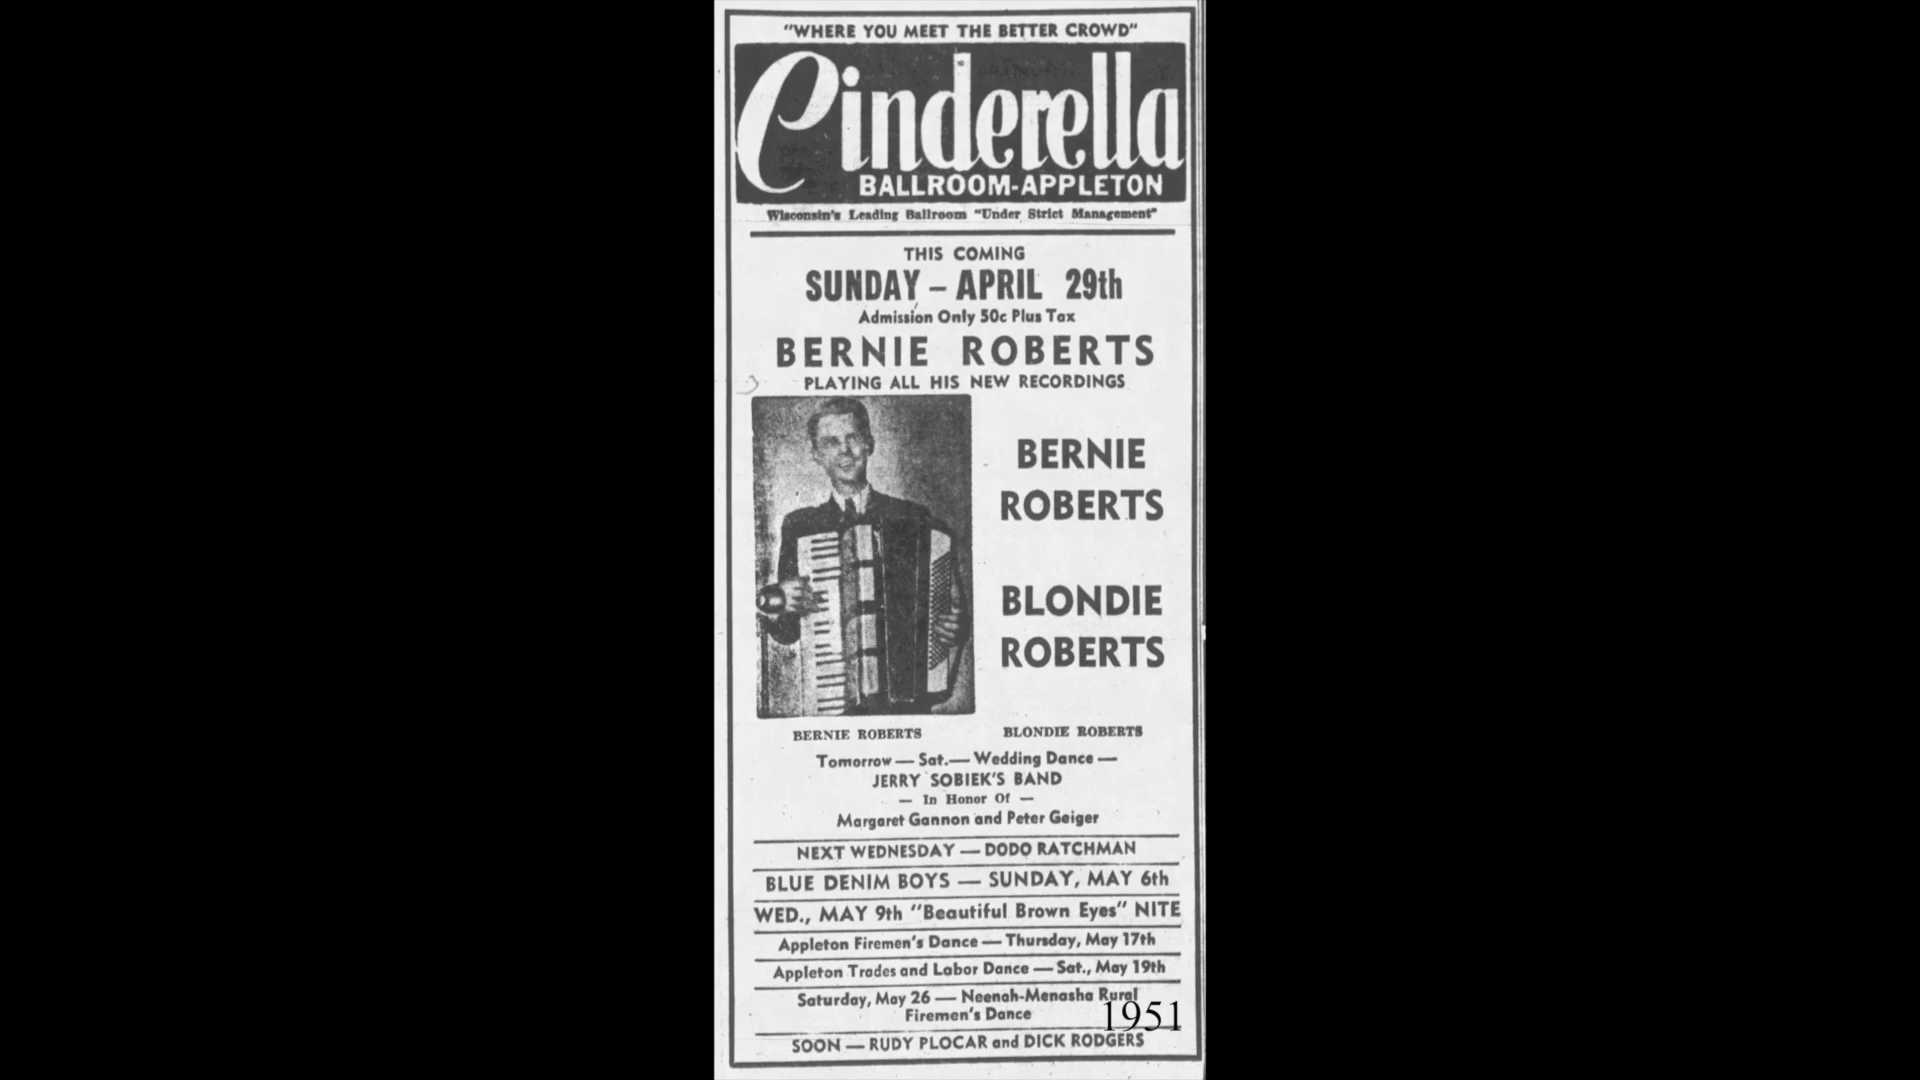 "WHERE YOU MEET THE BETTER CROWD"
Cinderella
BALLROOM-APPLETON
Wisconsin's Leading Ballroom "Under Strict Management"
THIS COMING
SUNDAY - APRIL 29th
Admission Only 50c Plus Tax
BERNIE ROBERTS
PLAYING ALL HIS NEW RECORDINGS
BERNIE
ROBERTS
BLONDIE
ROBERTS
BERNIE ROBERTS BLONDIE ROBERTS
Tomorrow — Sat.— Wedding Dance —
JERRY SOBIEK'S BAND
— In Honor Of —
Margaret Gannon and Peter Geiger
NEXT WEDNESDAY — DODO RATCHMAN
BLUE DENIM BOYS — SUNDAY, MAY 6th
WED., MAY 9th "Beautiful Brown Eyes" NITE
Appleton Firemen's Dance — Thursday, May 17th
Appleton Trades and Labor Dance — Sat., May 19th
Saturday, May 26 — Neenah-Menasha Rural
Firemen's Dance
1951
SOON — RUDY PLOCAR and DICK RODGERS